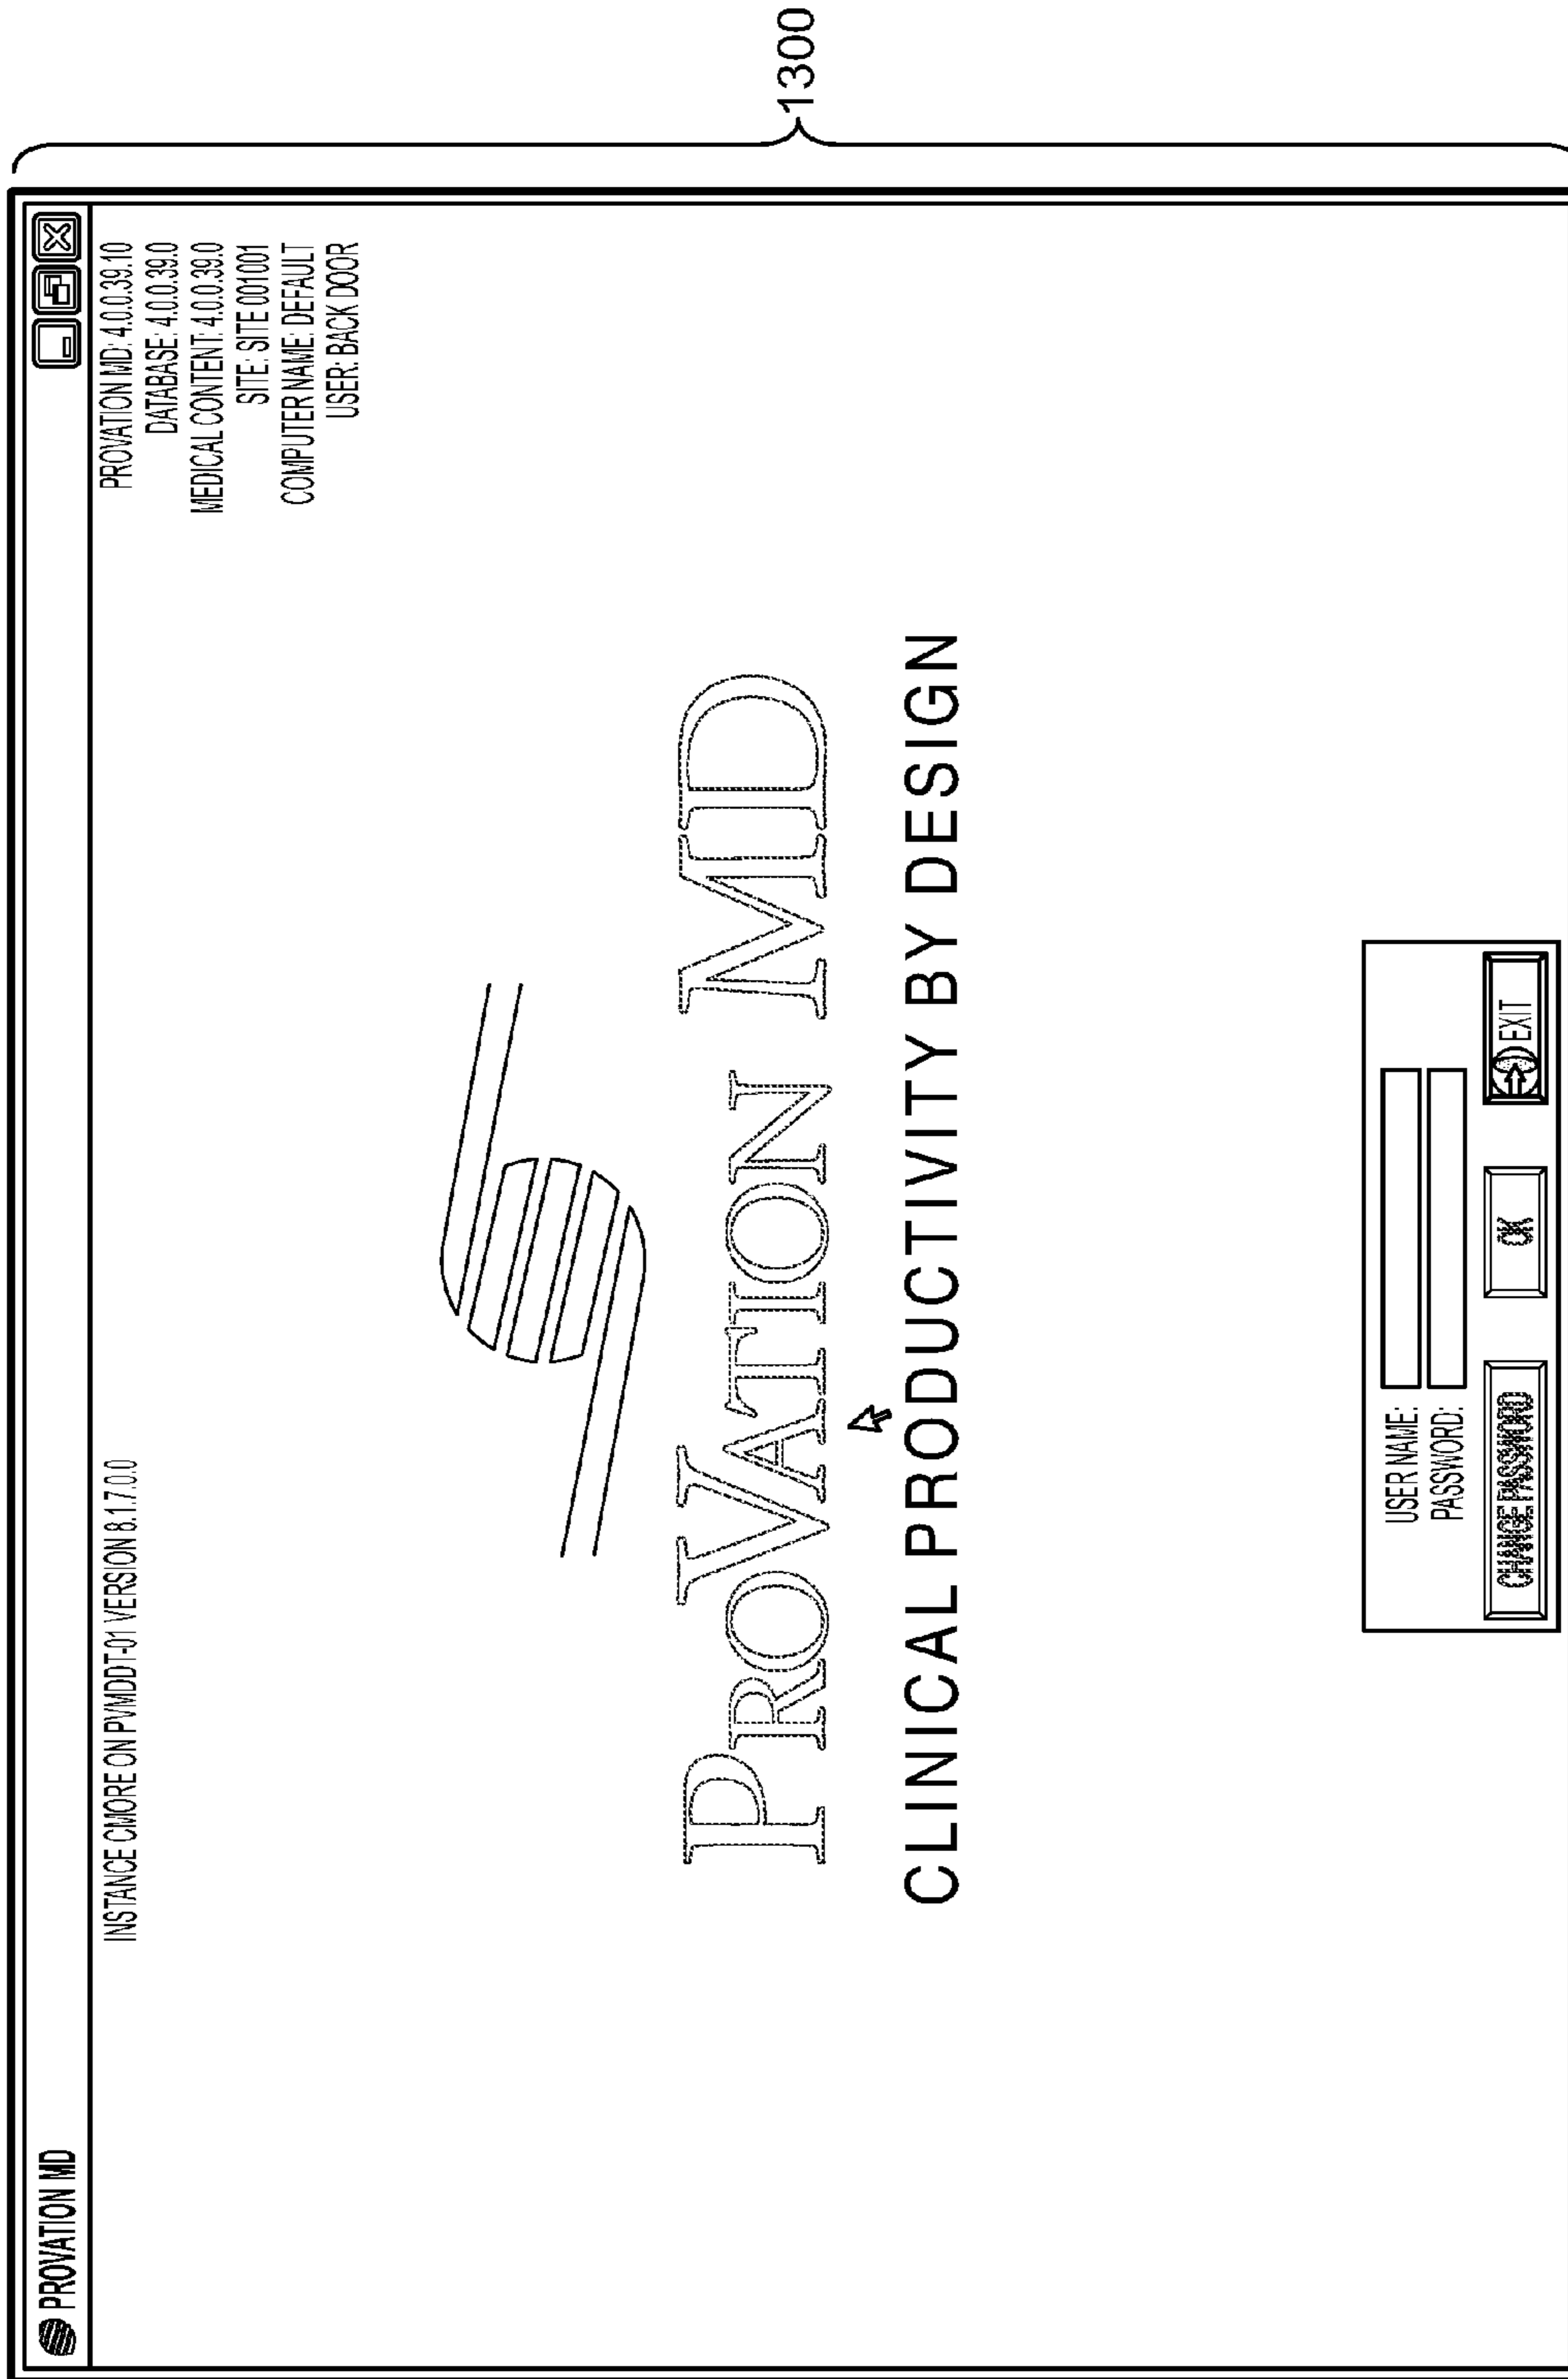 PROVATION MD
INSTANCE CMORE ON PVMDDT-01 VERSION 8.1.7.0.0
PROVATION MD: 4.0.0.39.10
DATABASE: 4.0.0.39.0
MEDICAL CONTENT: 4.0.0.39.0
SITE: SITE 001001
COMPUTER NAME: DEFAULT
USER: BACK DOOR
PROVATION MD
CLINICAL PRODUCTIVITY BY DESIGN
USER NAME:
PASSWORD:
CHANGE PASSWORD
OK
EXIT
1300